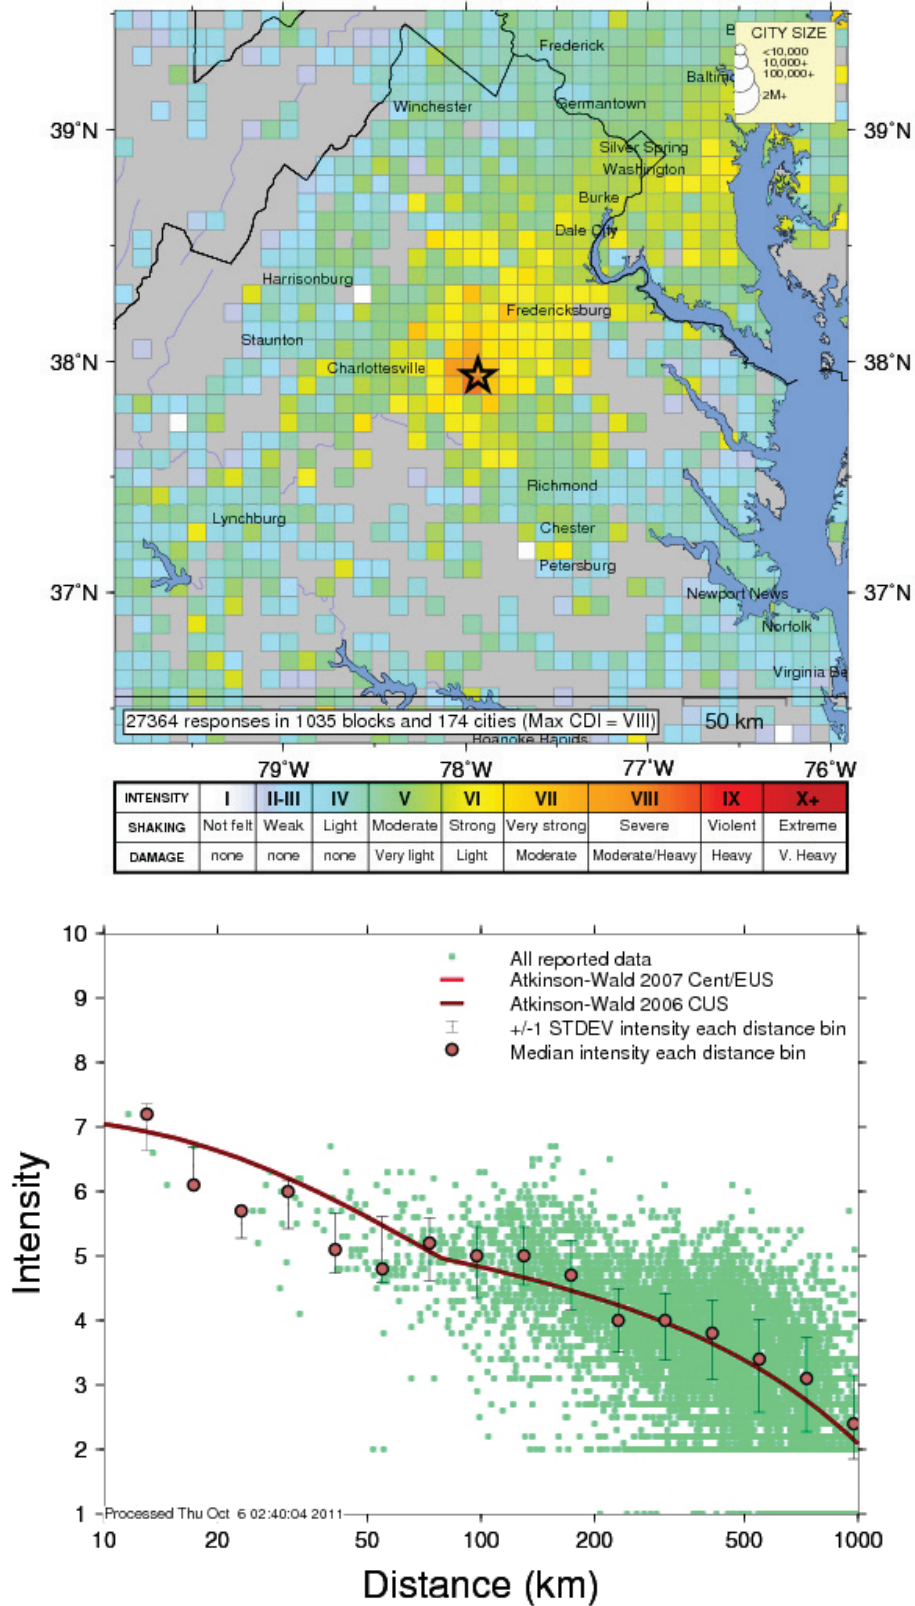 Frederick
B
CITY SIZE
<10,000
10,000+
100,000+
2M+
Baltimo
Winchester
Germantown
39°N
39°N
Silver Spring
Washington
Burke
Dale City
Harrisonburg
Fredericksburg
Staunton
38°N
38°N
Charlottesville
Richmond
Lynchburg
Chester
Petersburg
37°N
37°N
Newport News
Norfolk
Virginia Be
27364 responses in 1035 blocks and 174 cities (Max CDI = VIII)
50 km
Roanoke Rapids
79°W 78°W 77°W 76°W
INTENSITY I II-III IV V VI VII VIII IX X+
SHAKING Not felt Weak Light Moderate Strong Very strong Severe Violent Extreme
DAMAGE none none none Very light Light Moderate Moderate/Heavy Heavy V. Heavy
10
9
8
7
6
5
4
3
2
1
Intensity
All reported data
Atkinson-Wald 2007 Cent/EUS
Atkinson-Wald 2006 CUS
+/-1 STDEV intensity each distance bin
Median intensity each distance bin
Processed Thu Oct 6 02:40:04 2011
10 20 50 100 200 500 1000
Distance (km)